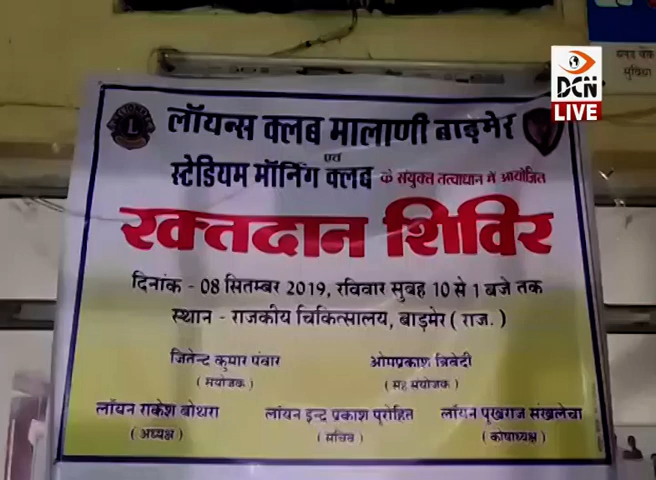 DCN
LIVE
लॉयन्स क्लब मालाणी बाड़मेर
एवं
स्टेडियम मॉनिंग क्लब के संयुक्त तत्वाधान में आयोजित
रक्तदान शिविर
दिनांक - 08 सितम्बर 2019, रविवार सुबह 10 से 1 बजे तक
स्थान - राजकीय चिकित्सालय, बाड़मेर ( राज. )
जितेन्द्र कुमार पंवार ओमप्रकाश त्रिवेदी
( संयोजक ) ( सह संयोजक )
लॉयन राकेश बोथरा लॉयन इन्द्र प्रकाश पुरोहित लॉयन पुखराज संखलेचा
( अध्यक्ष ) ( सचिव ) ( कोषाध्यक्ष )